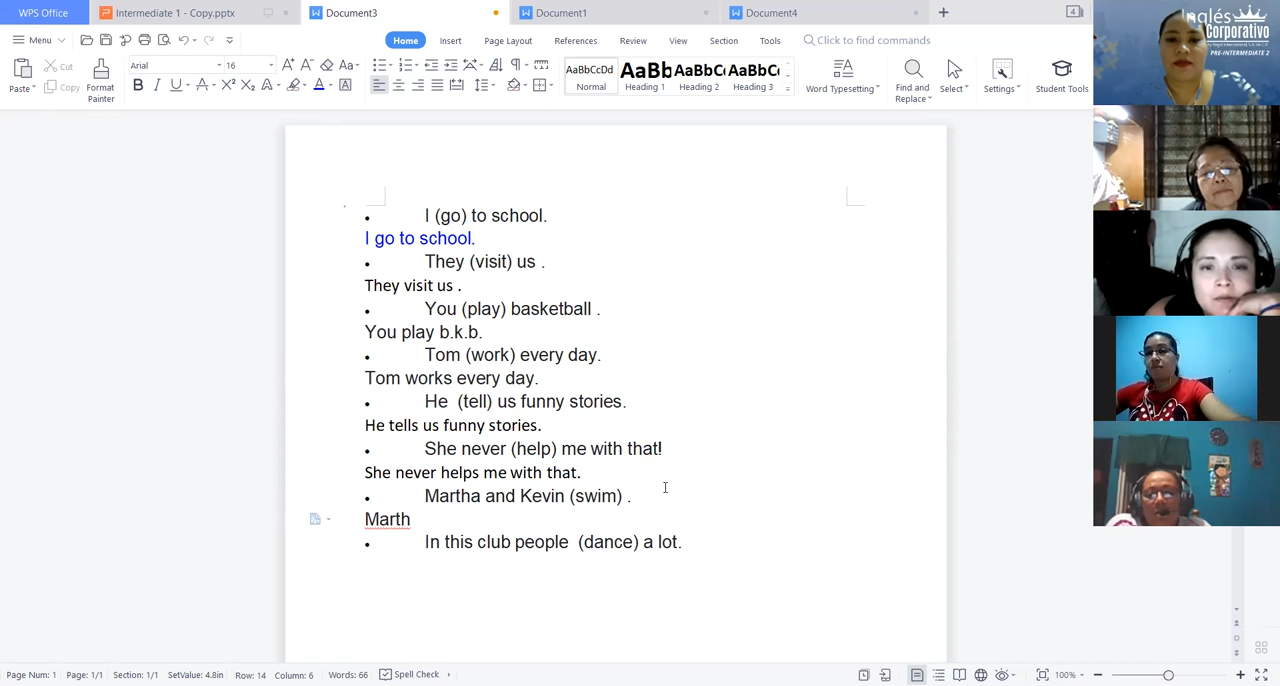 WPS Office
Intermediate 1 - Copy.pptx
Document3
Document1
Document4
4
Menu
Home
Insert
Page Layout
References
Review
View
Section
Tools
Click to find commands
Paste
Cut
Copy
Format Painter
Arial
16
AaBbCcDd
Normal
AaBb
Heading 1
AaBbC
Heading 2
AaBbC
Heading 3
Word Typesetting
Find and Replace
Select
Settings
Student Tools
Inglés
Corporativo
PRE-INTERMEDIATE 2
• I (go) to school.
I go to school.
• They (visit) us .
They visit us .
• You (play) basketball .
You play b.k.b.
• Tom (work) every day.
Tom works every day.
• He (tell) us funny stories.
He tells us funny stories.
• She never (help) me with that!
She never helps me with that.
• Martha and Kevin (swim) .
Marth
• In this club people (dance) a lot.
Page Num: 1 Page: 1/1 Section: 1/1 SetValue: 4.8in Row: 14 Column: 6 Words: 66 Spell Check
100%